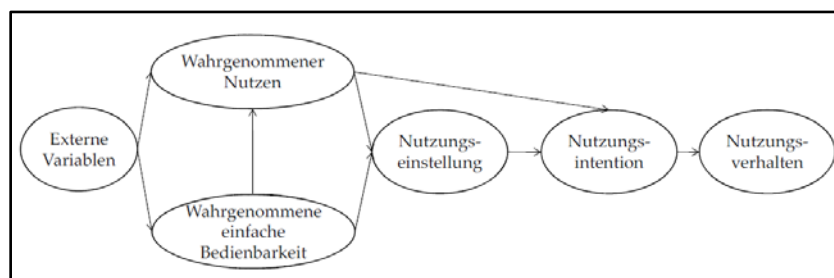 Wahrgenommener
Nutzen
Externe
Variablen
Nutzungs-
einstellung
Nutzungs-
intention
Nutzungs-
verhalten
Wahrgenommene
einfache
Bedienbarkeit